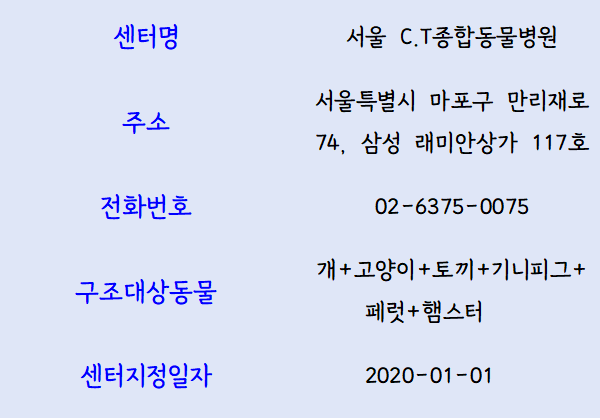 센터명 서울 C.T종합동물병원
주소 서울특별시 마포구 만리재로
74, 삼성 래미안상가 117호
전화번호 02-6375-0075
구조대상동물 개+고양이+토끼+기니피그+
페럿+햄스터
센터지정일자 2020-01-01